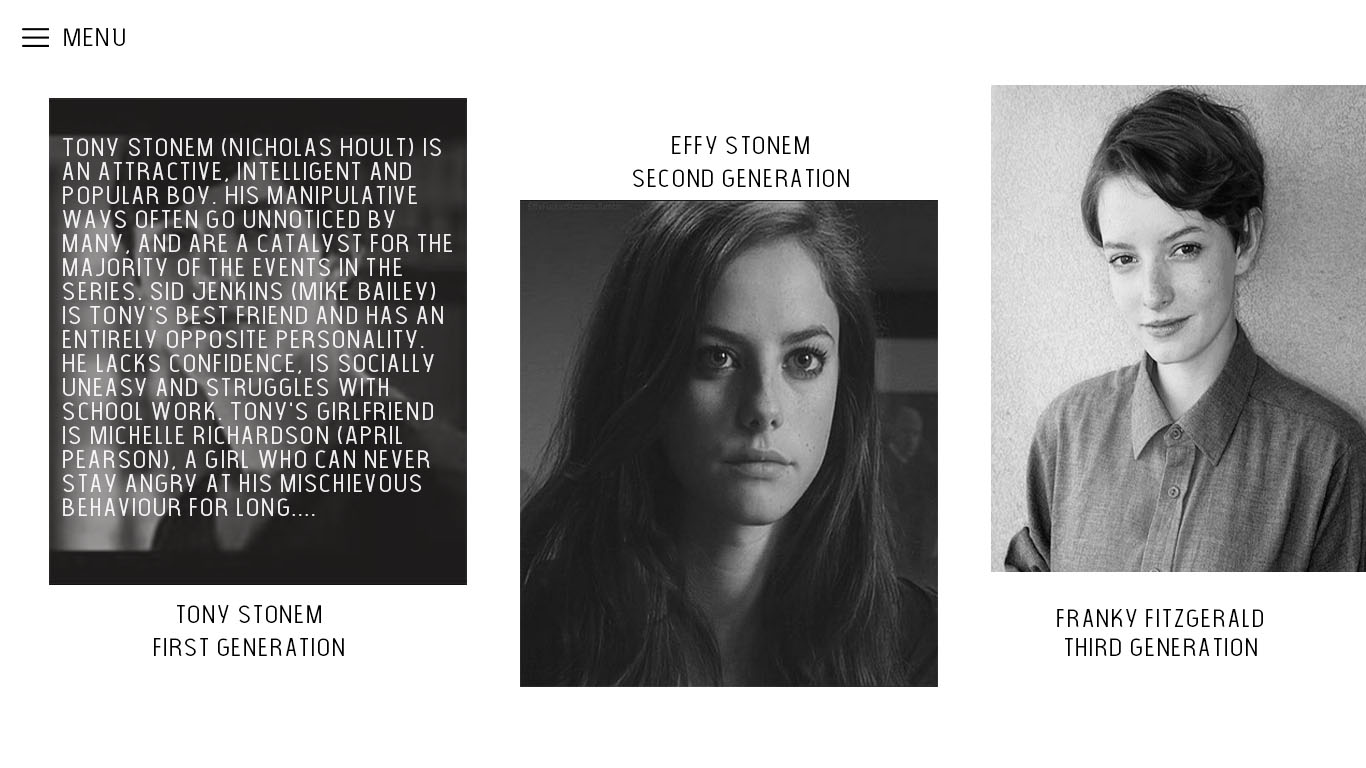 MENU
TONY STONEM (NICHOLAS HOULT) IS
AN ATTRACTIVE, INTELLIGENT AND
POPULAR BOY. HIS MANIPULATIVE
WAYS OFTEN GO UNNOTICED BY
MANY, AND ARE A CATALYST FOR THE
MAJORITY OF THE EVENTS IN THE
SERIES. SID JENKINS (MIKE BAILEY)
IS TONY'S BEST FRIEND AND HAS AN
ENTIRELY OPPOSITE PERSONALITY.
HE LACKS CONFIDENCE, IS SOCIALLY
UNEASY AND STRUGGLES WITH
SCHOOL WORK. TONY'S GIRLFRIEND
IS MICHELLE RICHARDSON (APRIL
PEARSON), A GIRL WHO CAN NEVER
STAY ANGRY AT HIS MISCHIEVOUS
BEHAVIOUR FOR LONG....
TONY STONEM
FIRST GENERATION
EFFY STONEM
SECOND GENERATION
FRANKY FITZGERALD
THIRD GENERATION